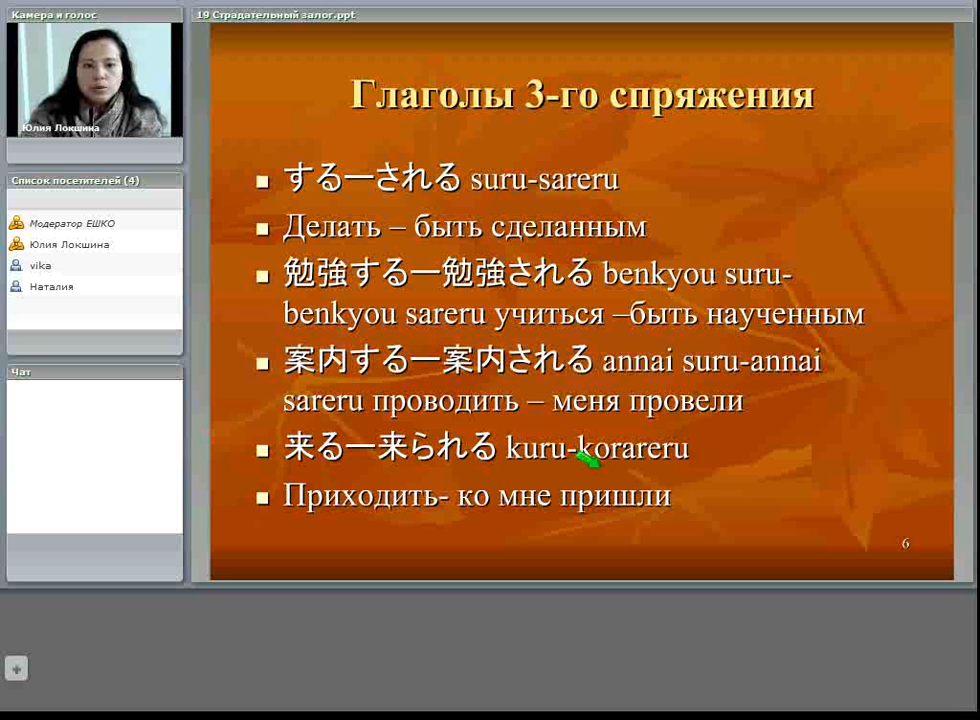 Камера и голос
Юлия Локшина
Список посетителей (4)
Модератор ЕШКО
Юлия Локшина
vika
Наталия
Чат
19 Страдательный залог.ppt
Глаголы 3-го спряжения
するーされる suru-sareru
Делать – быть сделанным
勉強するー勉強される benkyou suru-
benkyou sareru учиться –быть наученным
案内するー案内される annai suru-annai
sareru проводить – меня провели
来るー来られる kuru-korareru
Приходить- ко мне пришли
6